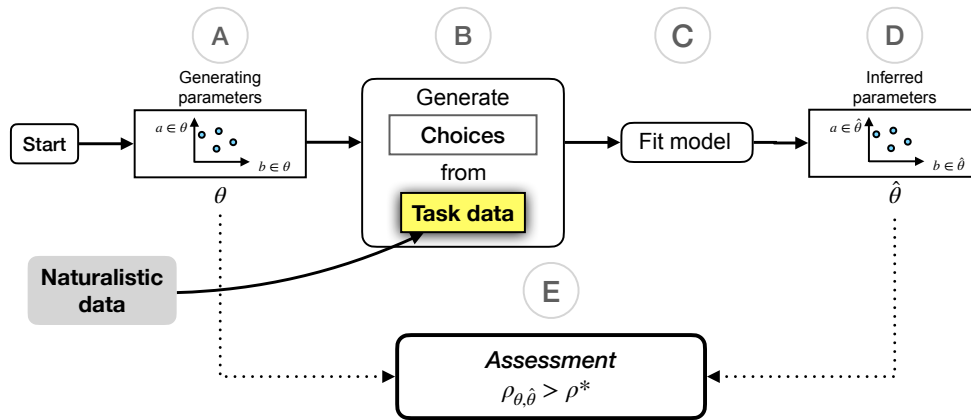 A
B
C
D
Generating
parameters
Inferred
parameters
Start
a ∈ θ
b ∈ θ
θ
Generate
Choices
from
Task data
Fit model
a ∈ θ̂
b ∈ θ̂
θ̂
Naturalistic
data
E
Assessment
ρθ,θ̂ > ρ*